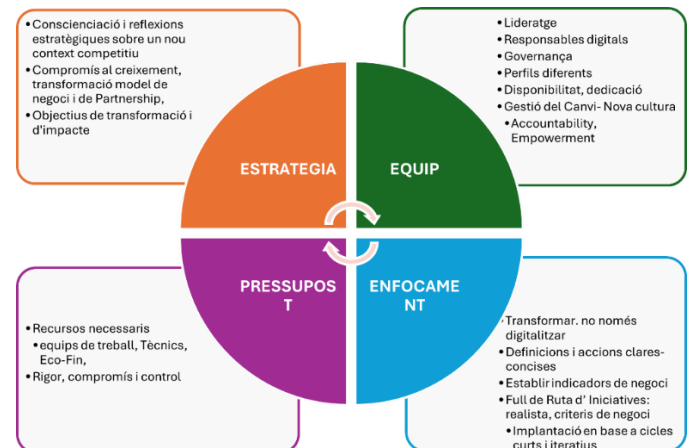 • Conscienciació i reflexions
estratègiques sobre un nou
context competitiu
• Compromís al creixement,
transformació model de
negoci i de Partnership,
• Objectius de transformació i
d'impacte
• Lideratge
• Responsables digitals
• Governança
• Perfils diferents
• Disponibilitat, dedicació
• Gestió del Canvi- Nova cultura
• Accountability,
Empowerment
ESTRATEGIA
EQUIP
PRESSUPOS
T
ENFOCAME
NT
• Recursos necessaris
• equips de treball, Tècnics,
Eco-Fin,
• Rigor, compromís i control
• Transformar. no només
digitalitzar
• Definicions i accions clares-
concises
• Establir indicadors de negoci
• Full de Ruta d' Iniciatives:
realista, criteris de negoci
• Implantació en base a cicles
curts i iteratius